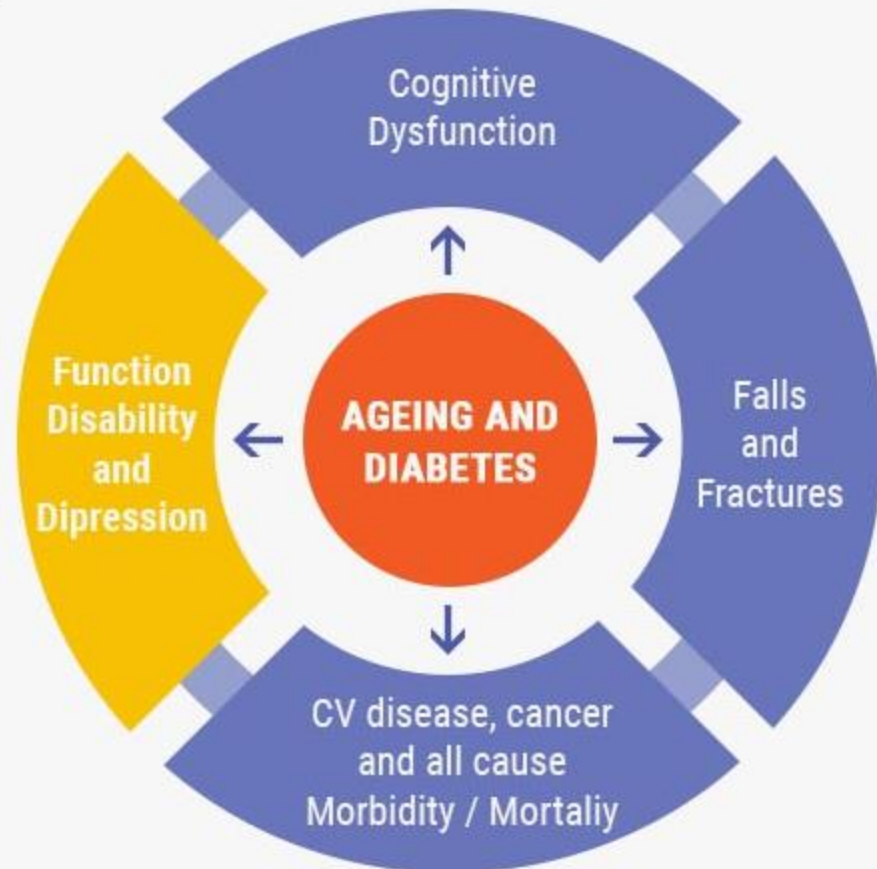 Cognitive
Dysfunction
Function
Disability
and
Dipression
AGEING AND
DIABETES
Falls
and
Fractures
CV disease, cancer
and all cause
Morbidity / Mortaliy